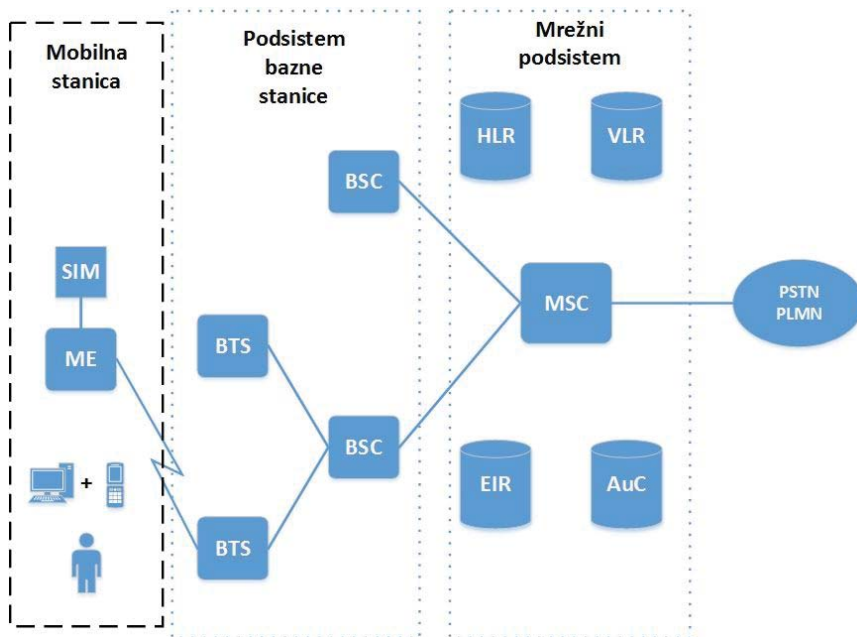 Mobilna
stanica
SIM
ME
+
Podsistem
bazne
stanice
BSC
BTS
BSC
BTS
Mrežni
podsistem
HLR
VLR
MSC
EIR
AuC
PSTN
PLMN